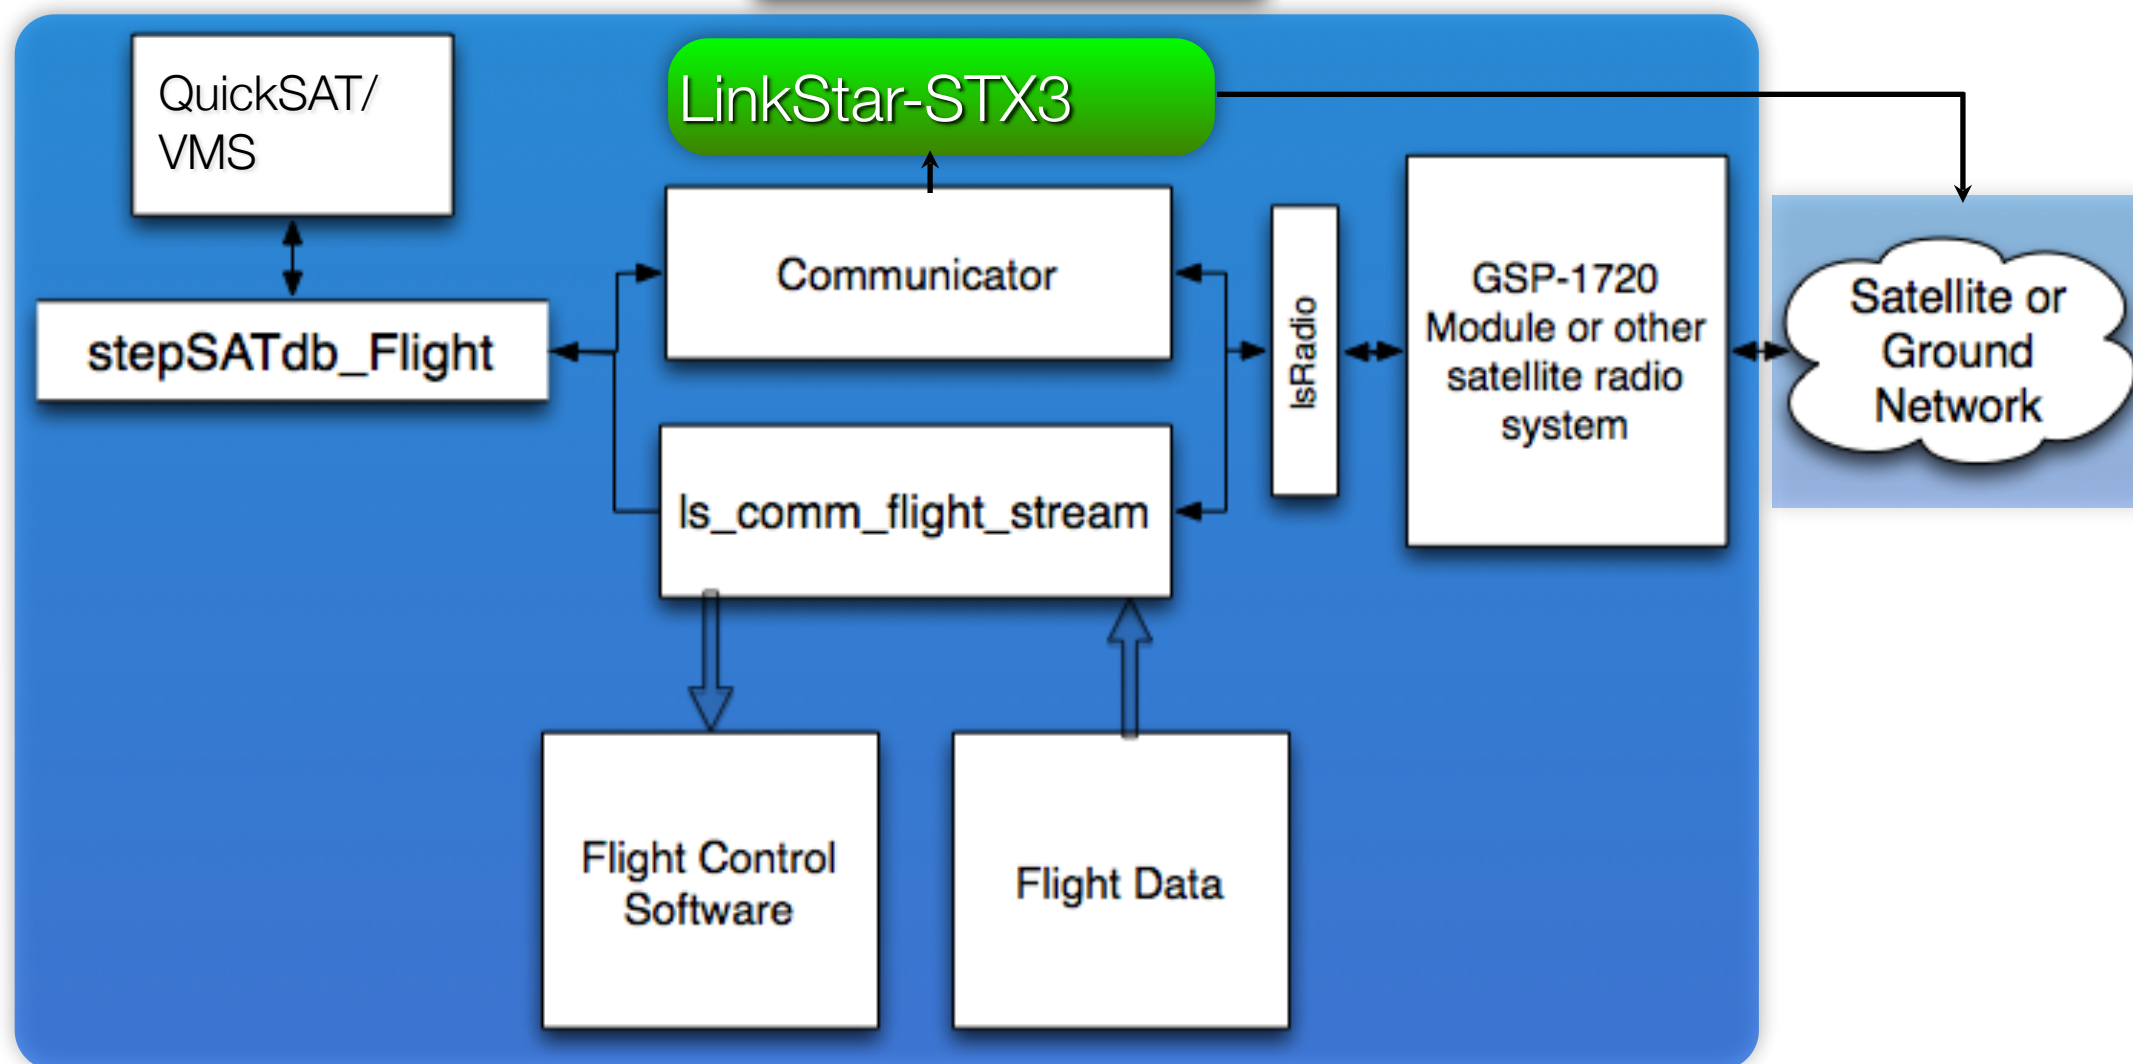 QuickSAT/
VMS
LinkStar-STX3
Communicator
stepSATdb_Flight
ls_comm_flight_stream
lsRadio
GSP-1720
Module or other
satellite radio
system
Satellite or
Ground
Network
Flight Control
Software
Flight Data